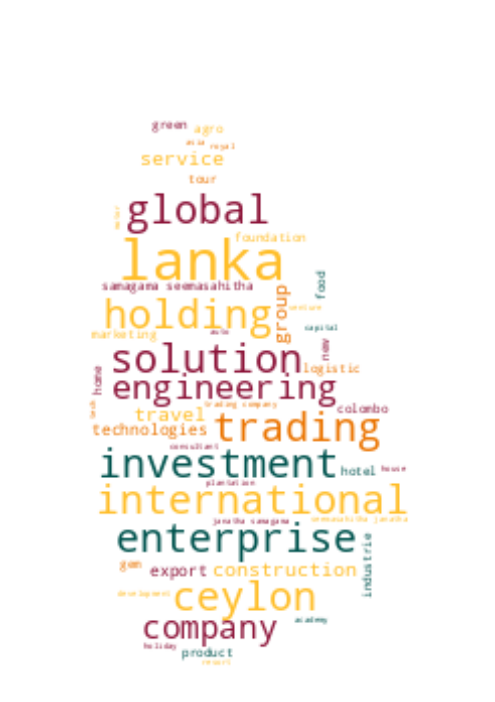 green agro
asia royal
service
tour
global
foundation
lanka
samagama seemasahitha
food
holding
group
venture
capital
marketing
auto
new
solution
logistic
home
engineering
trading company
colombo
travel
technologies
trading
consultant
investment
hotel house
plantation
international
janatha samagama
seemasahitha janatha
enterprise
industrie
gem
export construction
development
ceylon
academy
company
holiday
product
resort